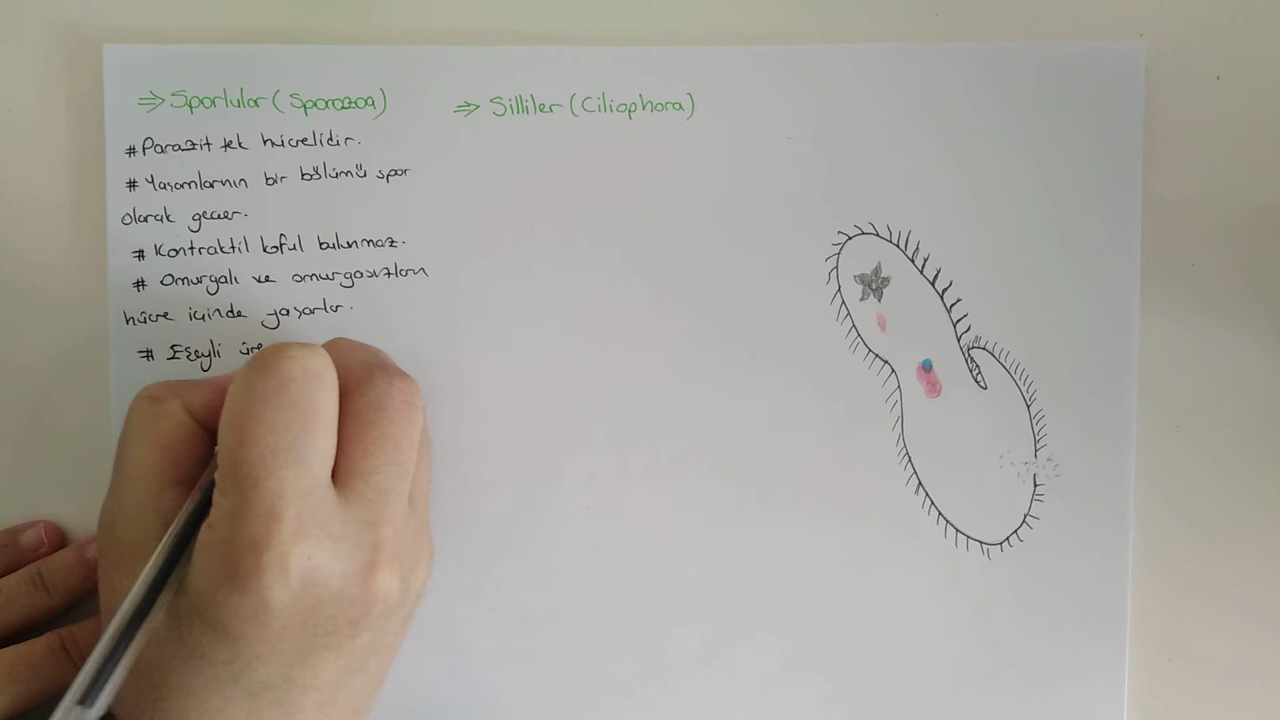 ⇒ Sporlular (Sporozoa)
⇒ Silliler (Ciliophora)
# Parazit tek hücrelidir.
# Yaşamlarının bir bölümü spor
olarak geçer.
# Kontraktil koful bulunmaz.
# Omurgalı ve omurgasızların
hücre içinde yaşarlar.
# Eşeyli